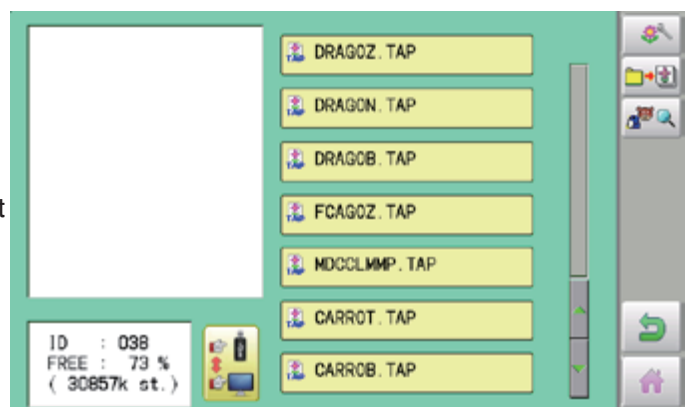 DRAGOZ.TAP
DRAGON.TAP
DRAGOB.TAP
t
FCAGOZ.TAP
MDCCLMMP.TAP
CARROT.TAP
CARROB.TAP
ID : 038
FREE : 73 %
( 30857k st.)